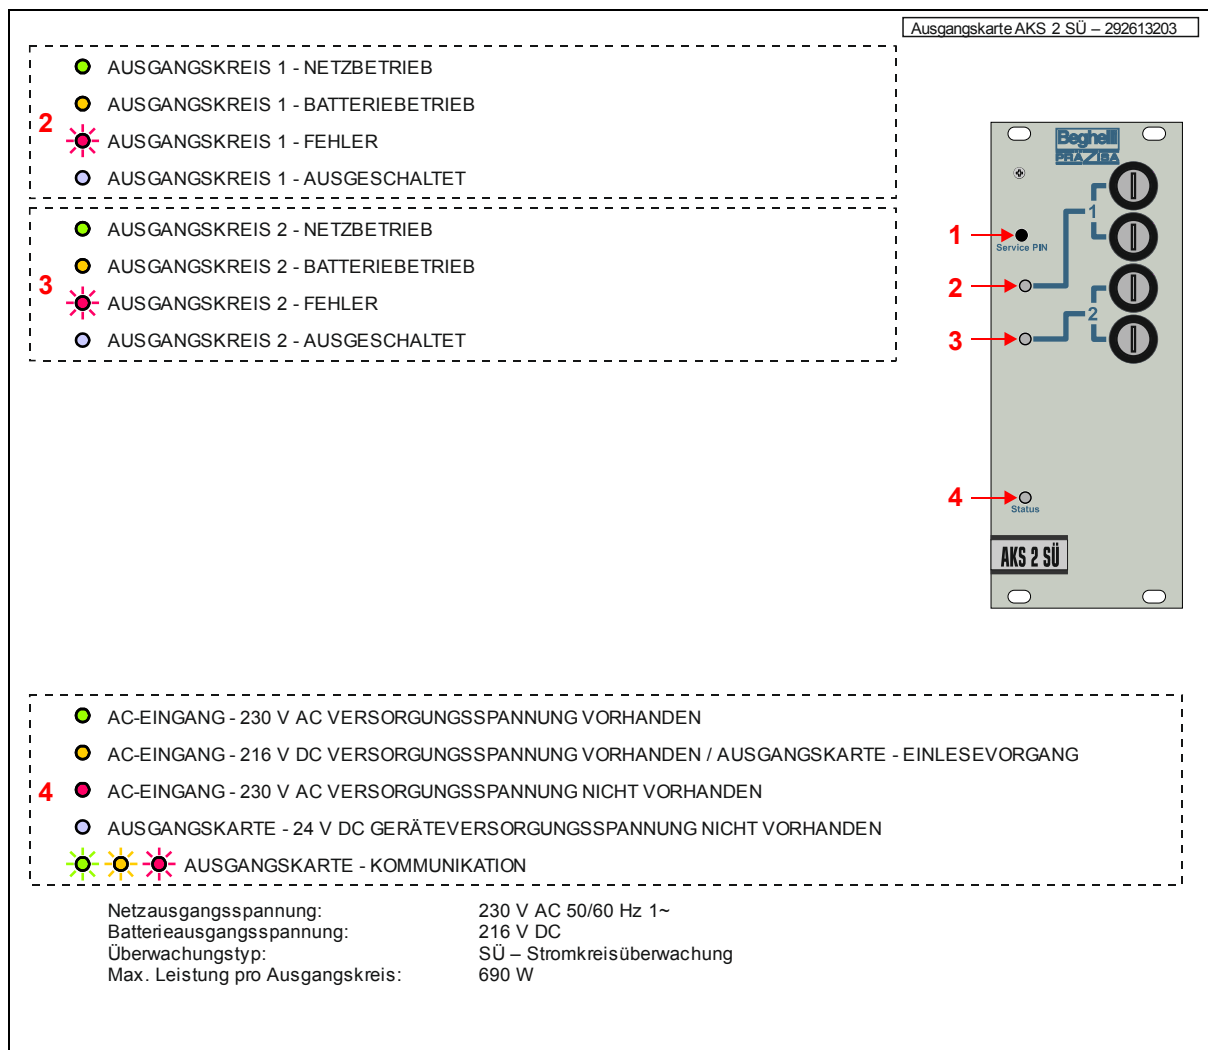 Ausgangskarte AKS 2 SÜ – 292613203
2
AUSGANGSKREIS 1 - NETZBETRIEB
AUSGANGSKREIS 1 - BATTERIEBETRIEB
AUSGANGSKREIS 1 - FEHLER
AUSGANGSKREIS 1 - AUSGESCHALTET
3
AUSGANGSKREIS 2 - NETZBETRIEB
AUSGANGSKREIS 2 - BATTERIEBETRIEB
AUSGANGSKREIS 2 - FEHLER
AUSGANGSKREIS 2 - AUSGESCHALTET
Beghelli
PRÄZISA
1
1
Service PIN
2
2
3
4
Status
AKS 2 SÜ
4
AC-EINGANG - 230 V AC VERSORGUNGSSPANNUNG VORHANDEN
AC-EINGANG - 216 V DC VERSORGUNGSSPANNUNG VORHANDEN / AUSGANGSKARTE - EINLESEVORGANG
AC-EINGANG - 230 V AC VERSORGUNGSSPANNUNG NICHT VORHANDEN
AUSGANGSKARTE - 24 V DC GERÄTEVERSORGUNGSSPANNUNG NICHT VORHANDEN
AUSGANGSKARTE - KOMMUNIKATION
Netzausgangsspannung: 230 V AC 50/60 Hz 1~
Batterieausgangsspannung: 216 V DC
Überwachungstyp: SÜ – Stromkreisüberwachung
Max. Leistung pro Ausgangskreis: 690 W